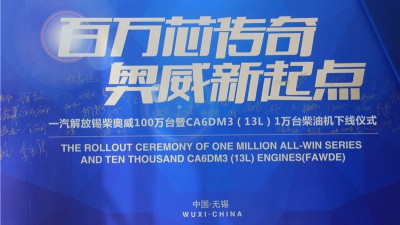 百万芯传奇
奥威新起点
一汽解放锡柴奥威100万台暨CA6DM3（13L）1万台柴油机下线仪式
THE ROLLOUT CEREMONY OF ONE MILLION ALL-WIN SERIES
AND TEN THOUSAND CA6DM3 (13L) ENGINES(FAWDE)
中国·无锡
WUXI·CHINA